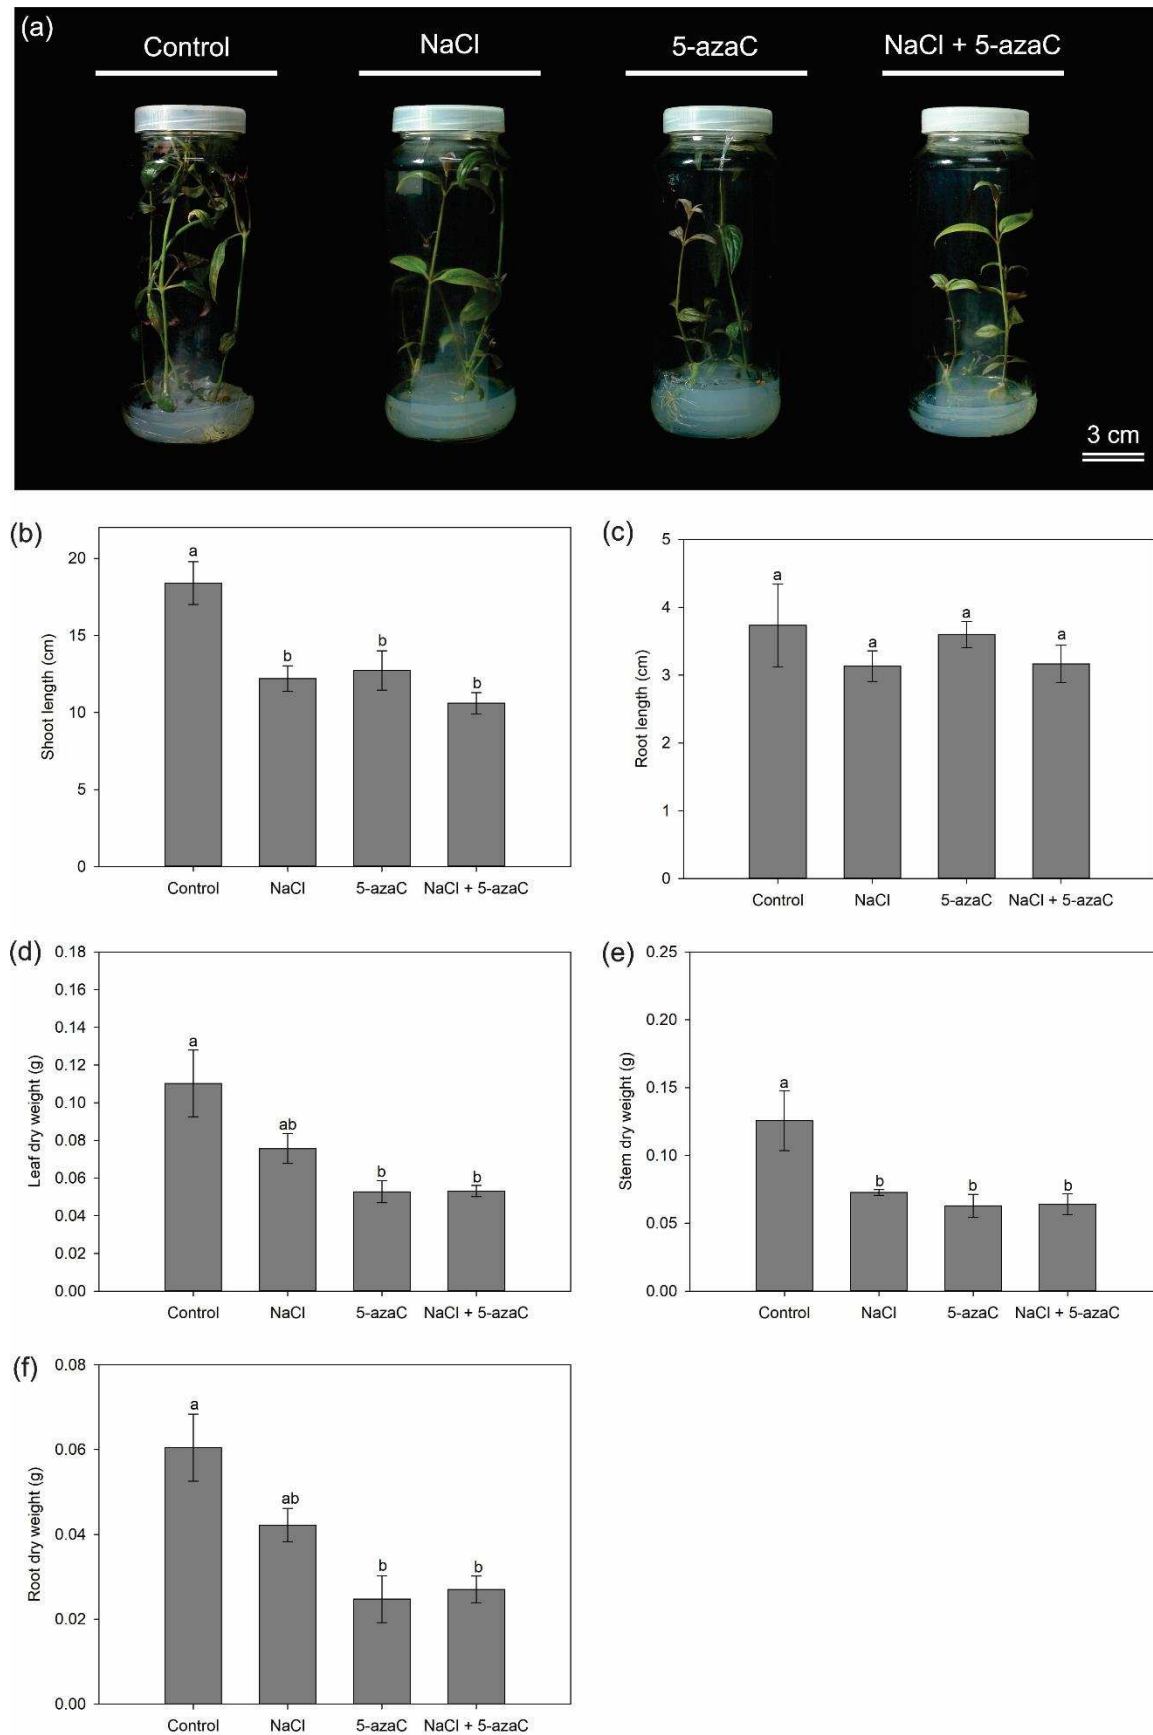 (a)
Control NaCl 5-azaC NaCl + 5-azaC
3 cm
(b)
Shoot length (cm)
20
15
10
5
0
a
b
b
b
Control NaCl 5-azaC NaCl + 5-azaC
(c)
Root length (cm)
5
4
3
2
1
0
a
a
a
a
Control NaCl 5-azaC NaCl + 5-azaC
(d)
Leaf dry weight (g)
0.18
0.16
0.14
0.12
0.10
0.08
0.06
0.04
0.02
0.00
a
ab
b
b
Control NaCl 5-azaC NaCl + 5-azaC
(e)
Stem dry weight (g)
0.25
0.20
0.15
0.10
0.05
0.00
a
b
b
b
Control NaCl 5-azaC NaCl + 5-azaC
(f)
Root dry weight (g)
0.08
0.06
0.04
0.02
0.00
a
ab
b
b
Control NaCl 5-azaC NaCl + 5-azaC